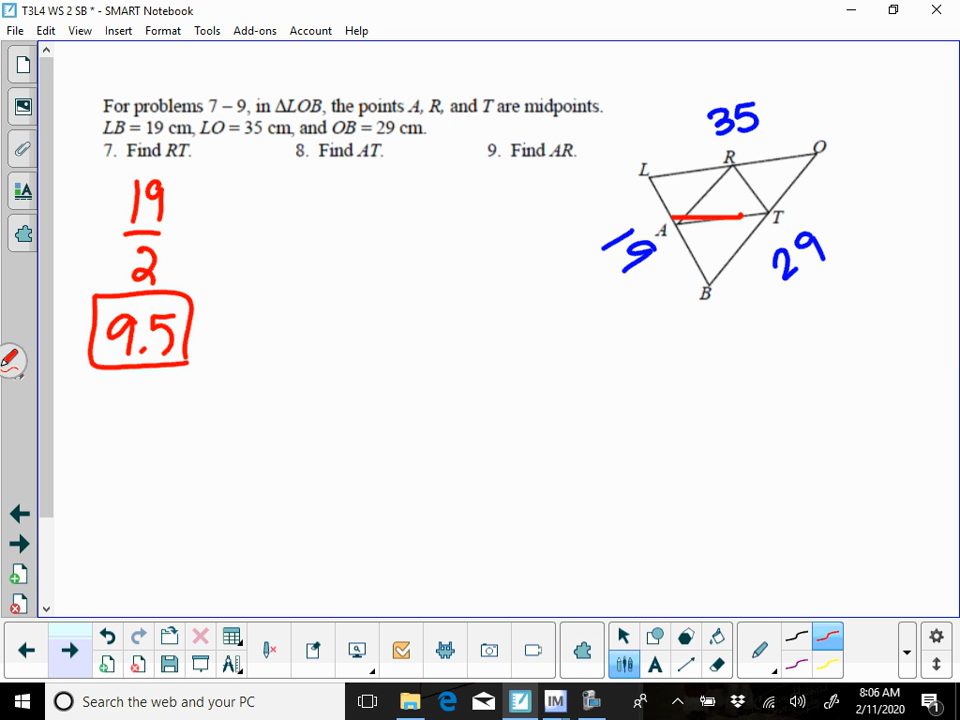 T3L4 WS 2 SB * - SMART Notebook
File Edit View Insert Format Tools Add-ons Account Help
For problems 7 – 9, in ΔLOB, the points A, R, and T are midpoints.
LB = 19 cm, LO = 35 cm, and OB = 29 cm.
7. Find RT. 8. Find AT. 9. Find AR.
35
L R O
A T
19 29
B
19
2
9.5
A
Search the web and your PC
IM
8:06 AM
2/11/2020
1